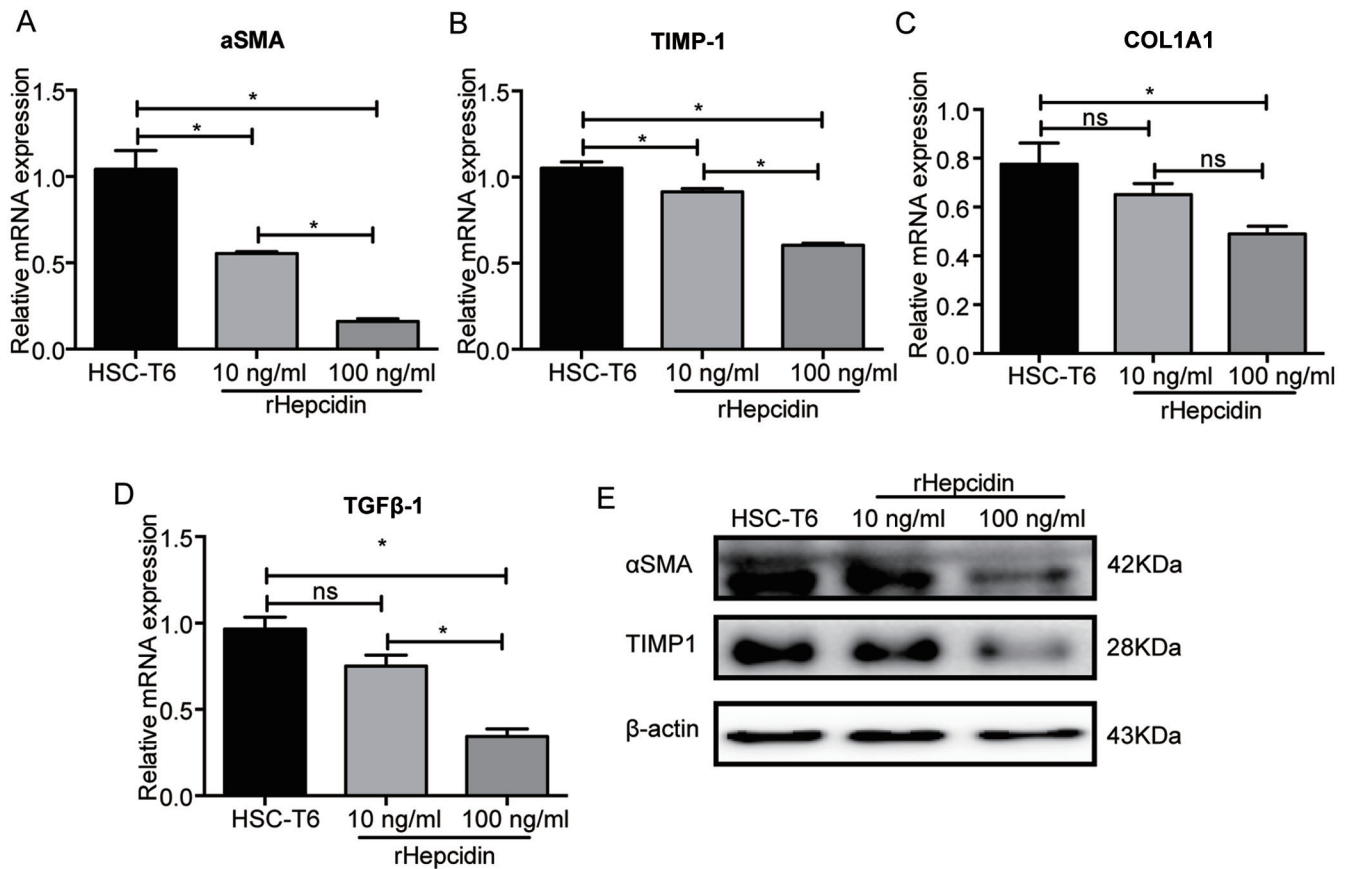 A
aSMA
Relative mRNA expression
1.5
1.0
0.5
0.0
*
*
*
HSC-T6 10 ng/ml 100 ng/ml
rHepcidin
B
TIMP-1
Relative mRNA expression
1.5
1.0
0.5
0.0
*
*
*
HSC-T6 10 ng/ml 100 ng/ml
rHepcidin
C
COL1A1
Relative mRNA expression
1.0
0.8
0.6
0.4
0.2
0.0
*
ns
ns
HSC-T6 10 ng/ml 100 ng/ml
rHepcidin
D
TGFβ-1
Relative mRNA expression
1.5
1.0
0.5
0.0
*
ns
*
HSC-T6 10 ng/ml 100 ng/ml
rHepcidin
E
rHepcidin
HSC-T6 10 ng/ml 100 ng/ml
αSMA 42KDa
TIMP1 28KDa
β-actin 43KDa